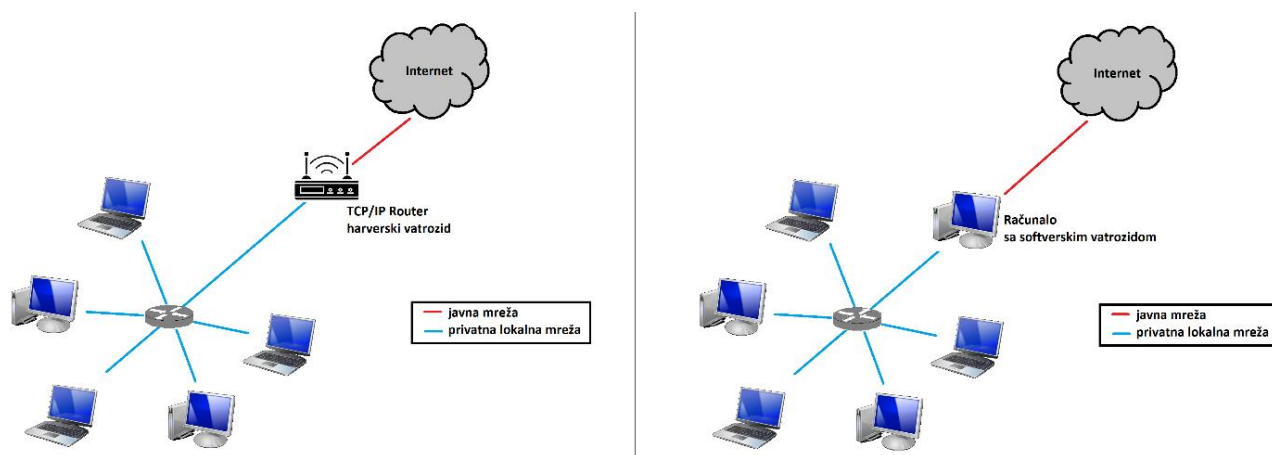 Internet
TCP/IP Router
harverski vatrozid
javna mreža
privatna lokalna mreža
Internet
Računalo
sa softverskim vatrozidom
javna mreža
privatna lokalna mreža